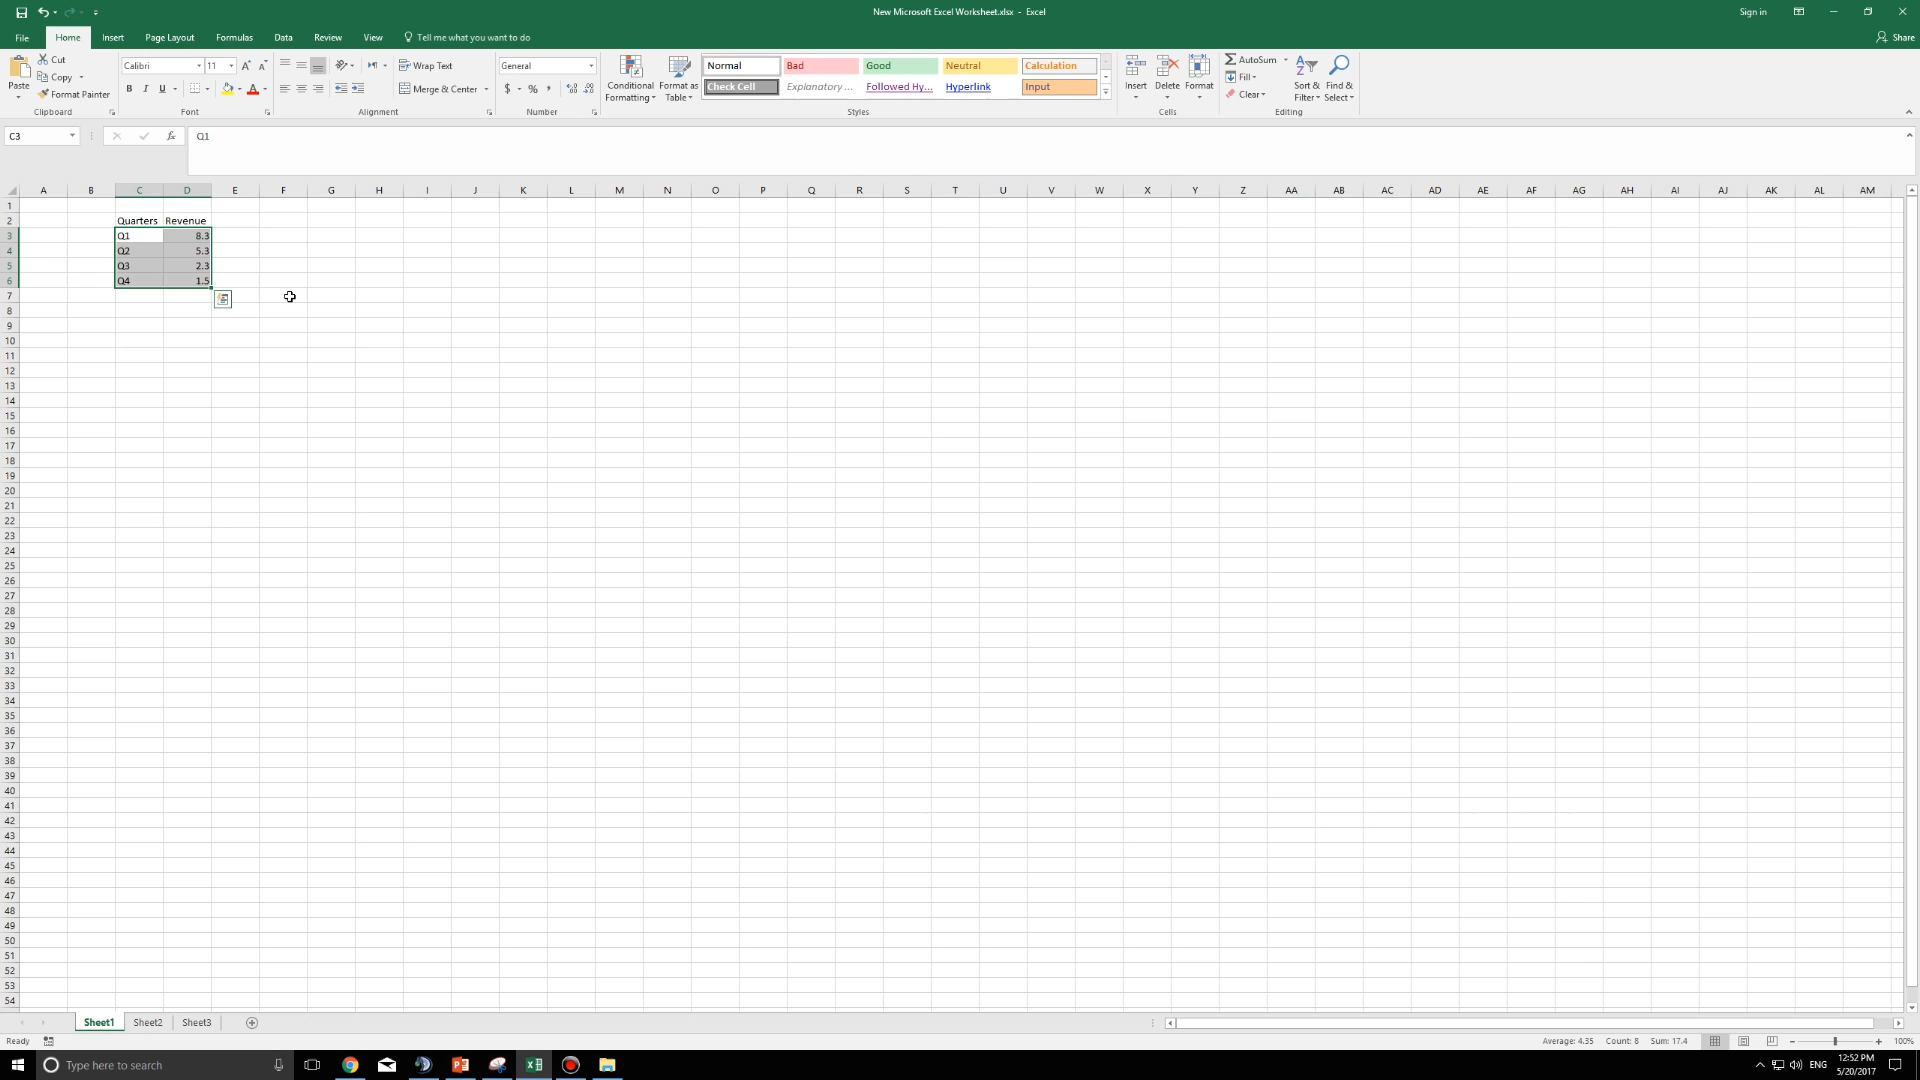 New Microsoft Excel Worksheet.xlsx - Excel
Sign in
File Home Insert Page Layout Formulas Data Review View Tell me what you want to do Share
Paste Cut Copy Format Painter Clipboard
Calibri 11 B I U A A A Font
Wrap Text Merge & Center Alignment
General $ % , Number
Conditional Formatting Format as Table
Normal Bad Good Neutral Calculation
Check Cell Explanatory ... Followed Hy... Hyperlink Input
Styles
Insert Delete Format Cells
AutoSum Fill Clear Sort & Filter Find & Select Editing
C3 fx Q1
A B C D E F G H I J K L M N O P Q R S T U V W X Y Z AA AB AC AD AE AF AG AH AI AJ AK AL AM
1
2 Quarters Revenue
3 Q1 8.3
4 Q2 5.3
5 Q3 2.3
6 Q4 1.5
7
8
9
10
11
12
13
14
15
16
17
18
19
20
21
22
23
24
25
26
27
28
29
30
31
32
33
34
35
36
37
38
39
40
41
42
43
44
45
46
47
48
49
50
51
52
53
54
Sheet1 Sheet2 Sheet3
Ready Average: 4.35 Count: 8 Sum: 17.4 100%
Type here to search ENG 12:52 PM
5/20/2017